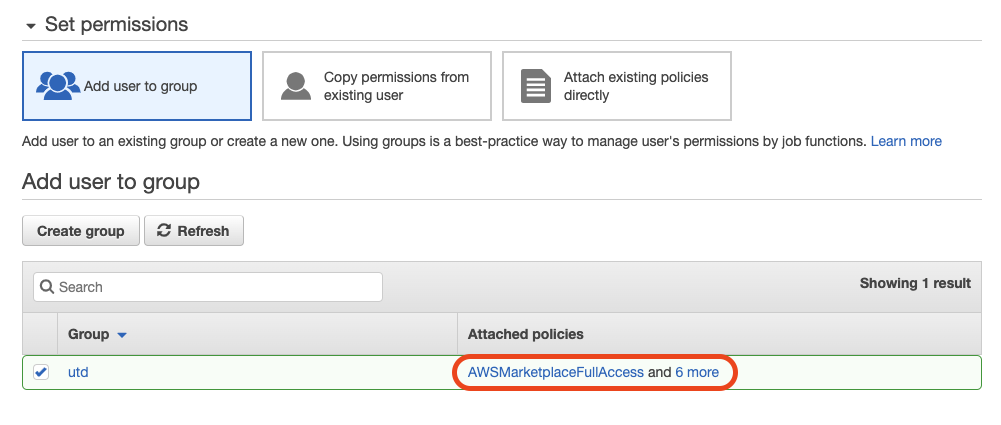 Set permissions
Add user to group
Copy permissions from
existing user
Attach existing policies
directly
Add user to an existing group or create a new one. Using groups is a best-practice way to manage user's permissions by job functions. Learn more
Add user to group
Create group
Refresh
Search
Showing 1 result
Group
Attached policies
utd
AWSMarketplaceFullAccess and 6 more